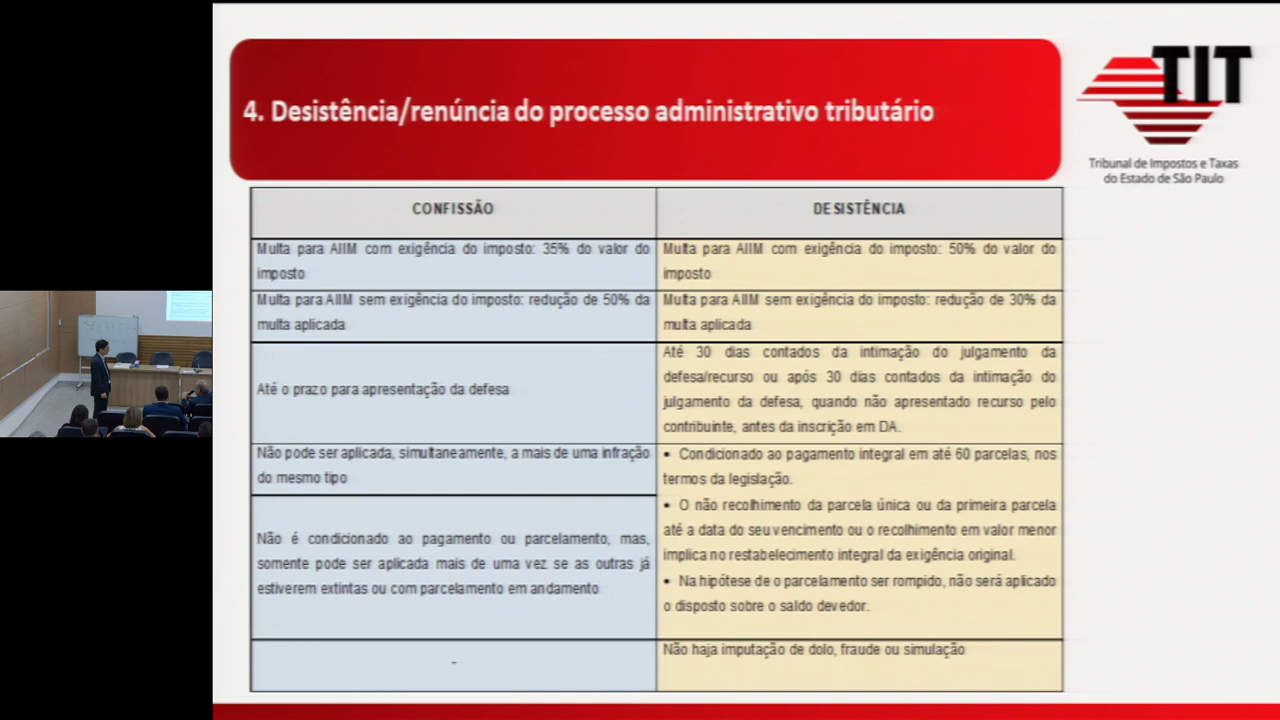 4. Desistência/renúncia do processo administrativo tributário
TIT
Tribunal de Impostos e Taxas
do Estado de São Paulo
CONFISSÃO
DESISTÊNCIA
Multa para AIIM com exigência do imposto: 35% do valor do
imposto
Multa para AIIM com exigência do imposto: 50% do valor do
imposto
Multa para AIIM sem exigência do imposto: redução de 50% da
multa aplicada
Multa para AIIM sem exigência do imposto: redução de 30% da
multa aplicada
Até o prazo para apresentação da defesa
Até 30 dias contados da intimação do julgamento da
defesa/recurso ou após 30 dias contados da intimação do
julgamento da defesa, quando não apresentado recurso pelo
contribuinte, antes da inscrição em DA.
Não pode ser aplicada, simultaneamente, a mais de uma infração
do mesmo tipo
Não é condicionado ao pagamento ou parcelamento, mas,
somente pode ser aplicada mais de uma vez se as outras já
estiverem extintas ou com parcelamento em andamento
• Condicionado ao pagamento integral em até 60 parcelas, nos
termos da legislação.
• O não recolhimento da parcela única ou da primeira parcela
até a data do seu vencimento ou o recolhimento em valor menor
implica no restabelecimento integral da exigência original.
• Na hipótese de o parcelamento ser rompido, não será aplicado
o disposto sobre o saldo devedor.
-
Não haja imputação de dolo, fraude ou simulação